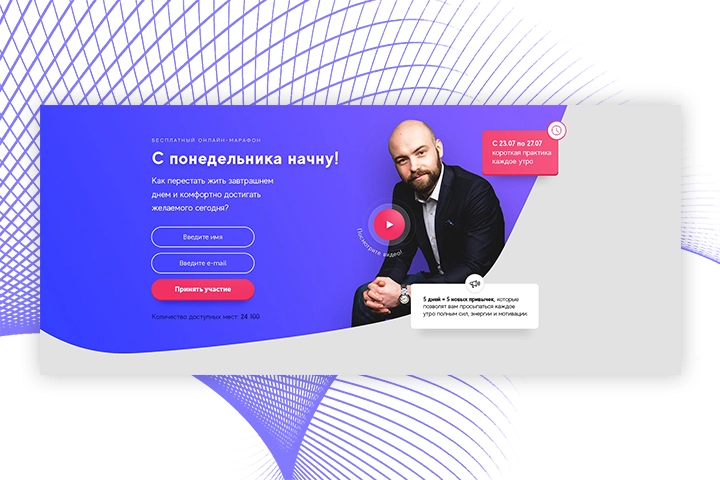 БЕСПЛАТНЫЙ ОНЛАЙН-МАРАФОН
С понедельника начну!
Как перестать жить завтрашнем
днем и комфортно достигать
желаемого сегодня?
Введите имя
Введите e-mail
Принять участие
Количество доступных мест 24 100
Посмотрите видео!
С 23.07 по 27.07
короткая практика
каждое утро
5 дней = 5 новых привычек, которые
позволят вам просыпаться каждое
утро полным сил, энергии и мотивации.